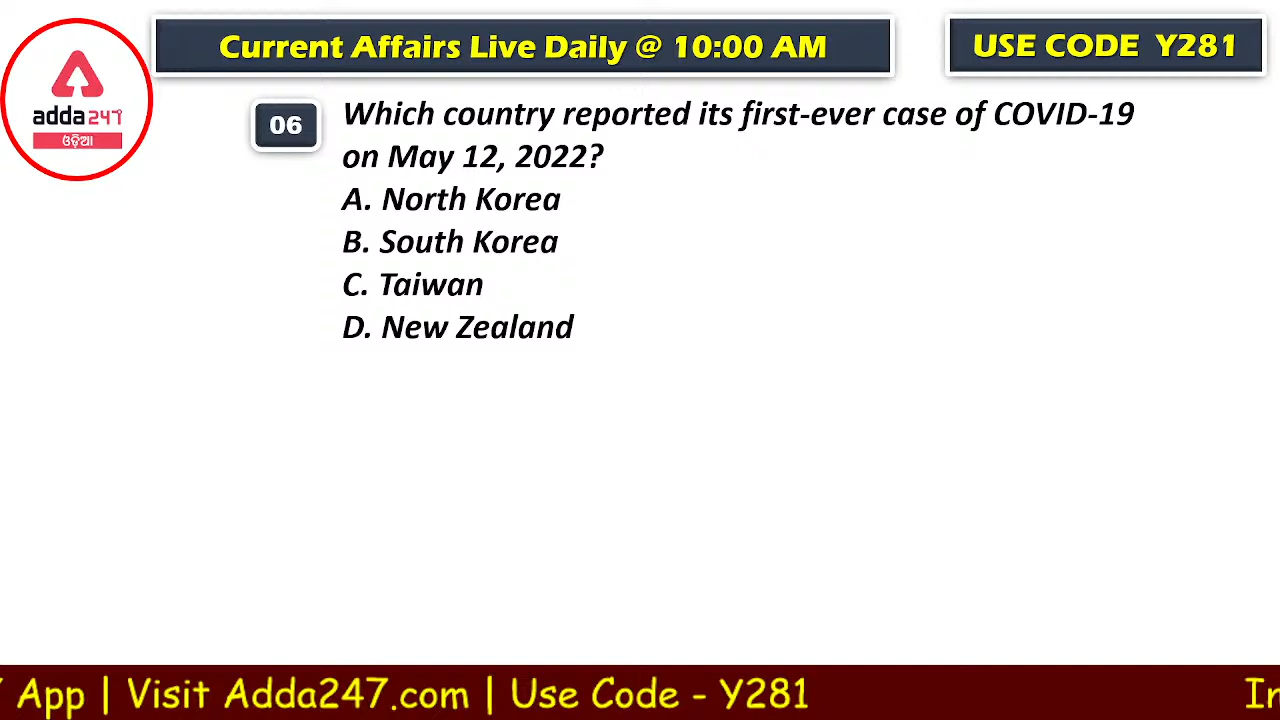 Current Affairs Live Daily @ 10:00 AM
USE CODE Y281
adda247
ଓଡ଼ିଆ
06
Which country reported its first-ever case of COVID-19
on May 12, 2022?
A. North Korea
B. South Korea
C. Taiwan
D. New Zealand
App | Visit Adda247.com | Use Code - Y281